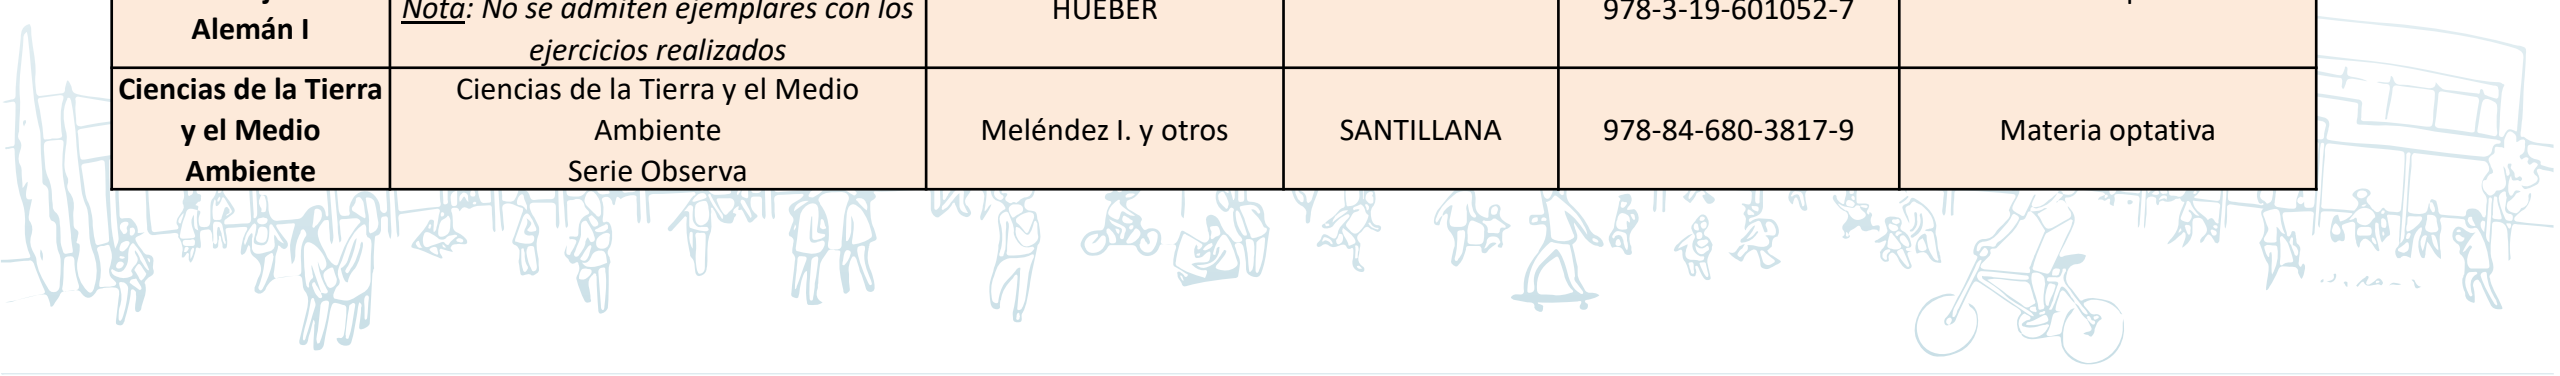 Alemán I
Nota: No se admiten ejemplares con los
ejercicios realizados
HUEBER
978-3-19-601052-7
Ciencias de la Tierra
y el Medio
Ambiente
Ciencias de la Tierra y el Medio
Ambiente
Serie Observa
Meléndez I. y otros
SANTILLANA
978-84-680-3817-9
Materia optativa